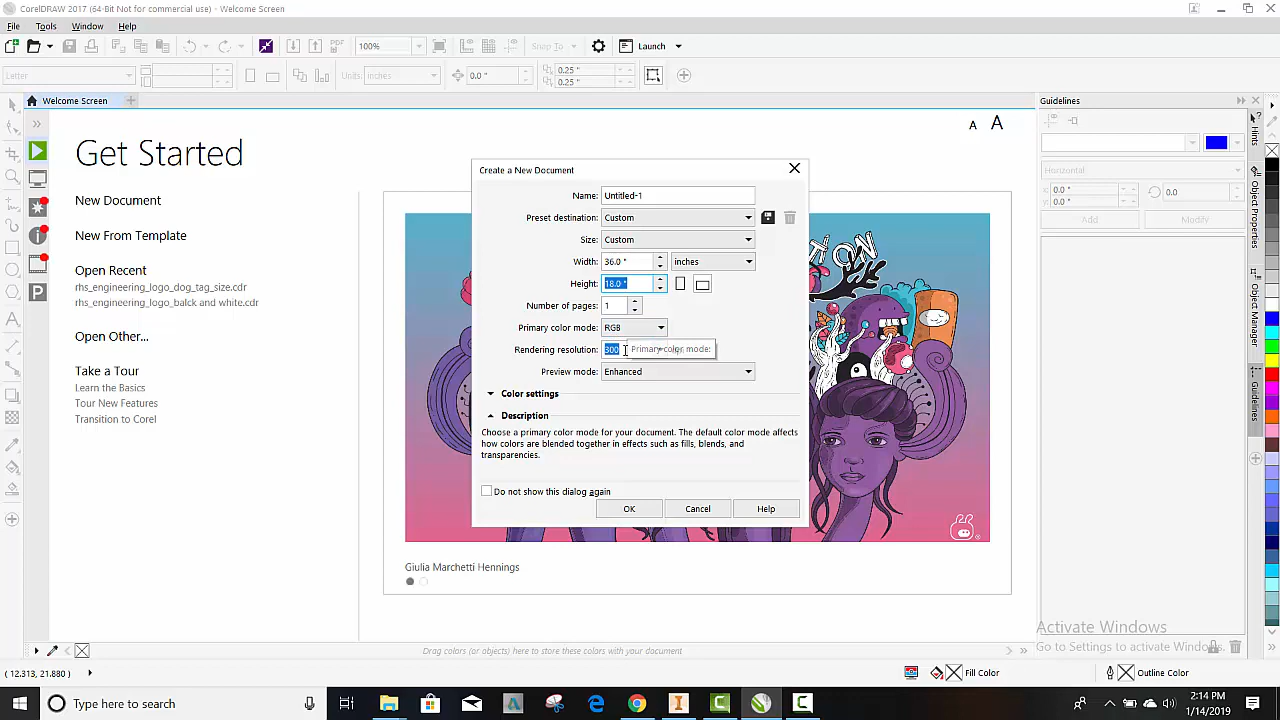 CorelDRAW 2017 (64-Bit Not for commercial use) - Welcome Screen
File Tools Window Help
100% Snap To Launch
Letter Units: inches 0.0 " 0.25 "
0.25 "
Welcome Screen
Guidelines
Get Started
A A
New Document
New From Template
Open Recent
rhs_engineering_logo_dog_tag_size.cdr
rhs_engineering_logo_balck and white.cdr
Open Other...
Take a Tour
Learn the Basics
Tour New Features
Transition to Corel
Create a New Document
Name: Untitled-1
Preset destination: Custom
Size: Custom
Width: 36.0 " inches
Height: 18.0 "
Number of pages: 1
Primary color mode: RGB
Rendering resolution: 300 Primary color mode:
Preview mode: Enhanced
Color settings
Description
Choose a primary color mode for your document. The default color mode affects
how colors are blended together in effects such as fills, blends, and
transparencies.
Do not show this dialog again
OK Cancel Help
Giulia Marchetti Hennings
Horizontal
x: 0.0 " 0.0
y: 0.0 "
Add Modify
Hints
Object Properties
Object Manager
Guidelines
Activate Windows
Go to Settings to activate Windows.
Drag colors (or objects) here to store these colors with your document
(12.313, 21.880)
Fill Color Outline Color
Type here to search
2:14 PM
1/14/2019